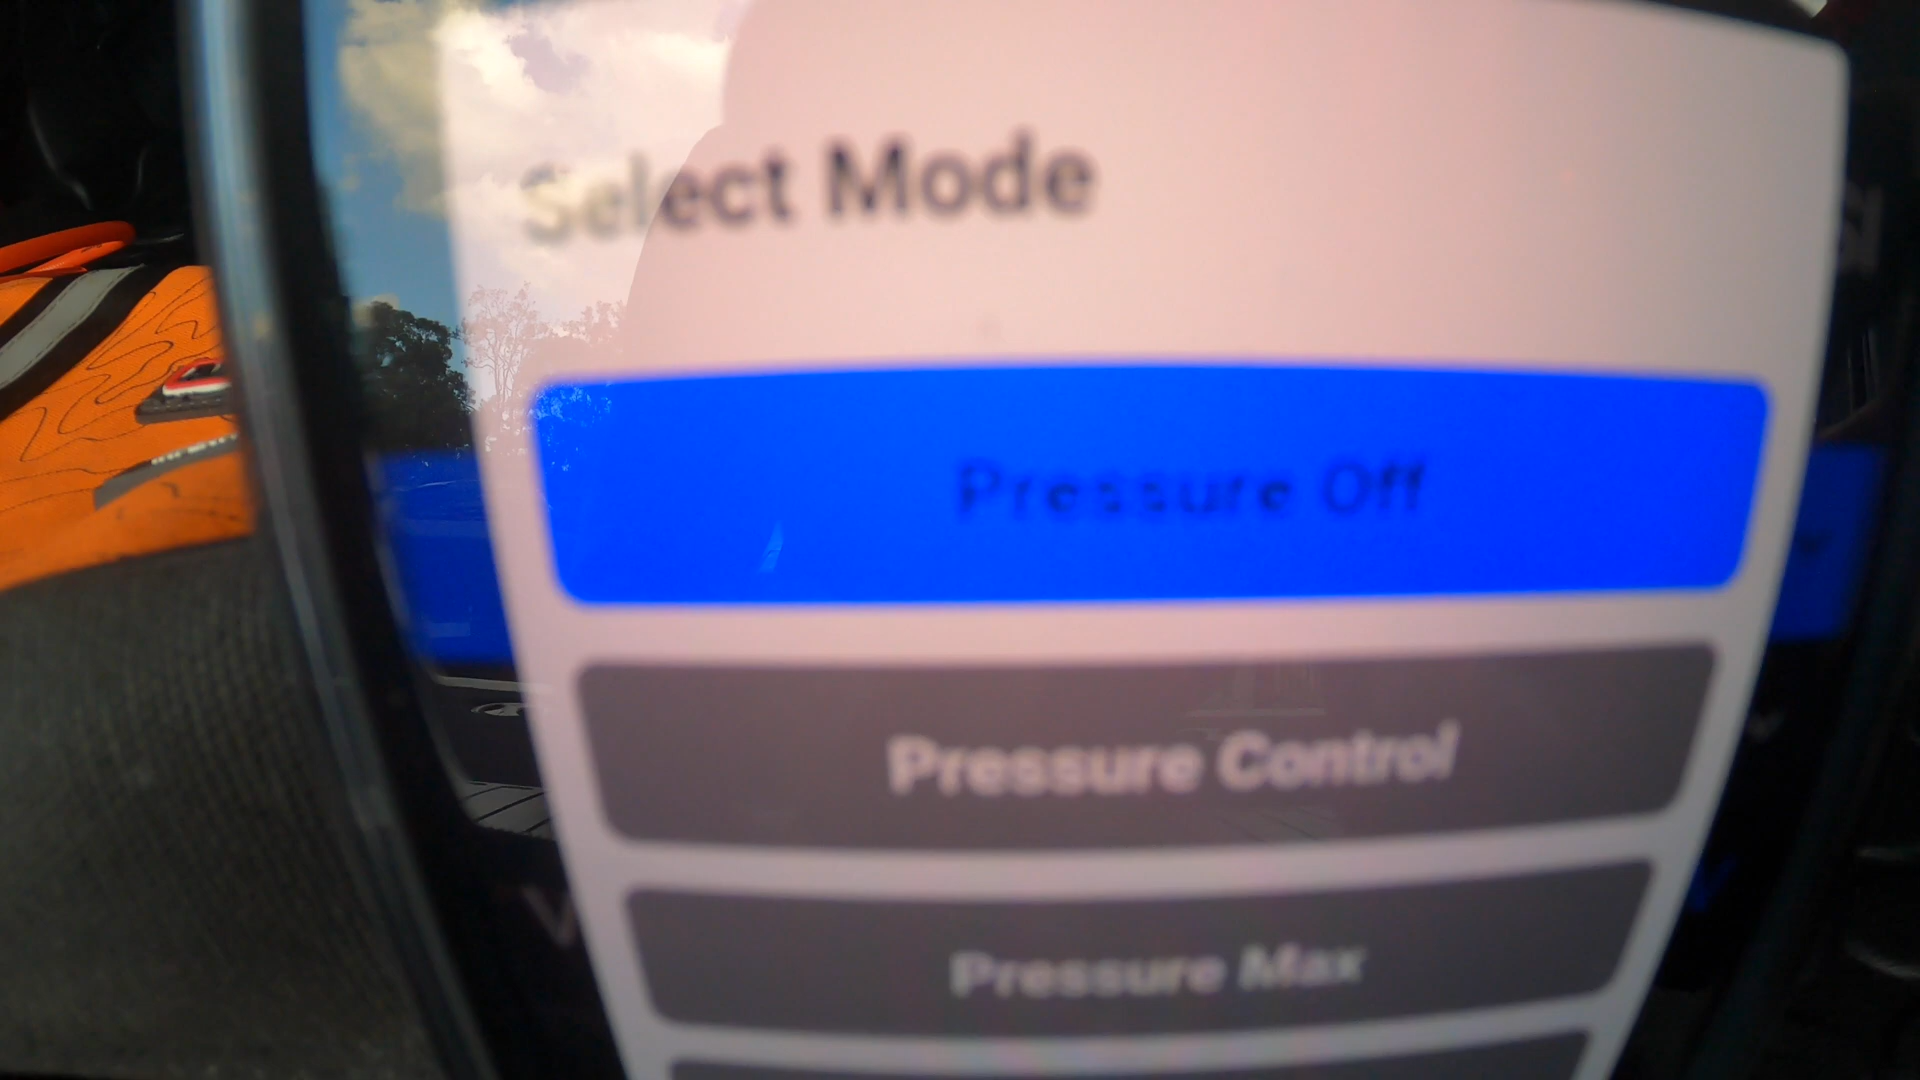 Select Mode
Pressure Off
Pressure Control
Pressure Max